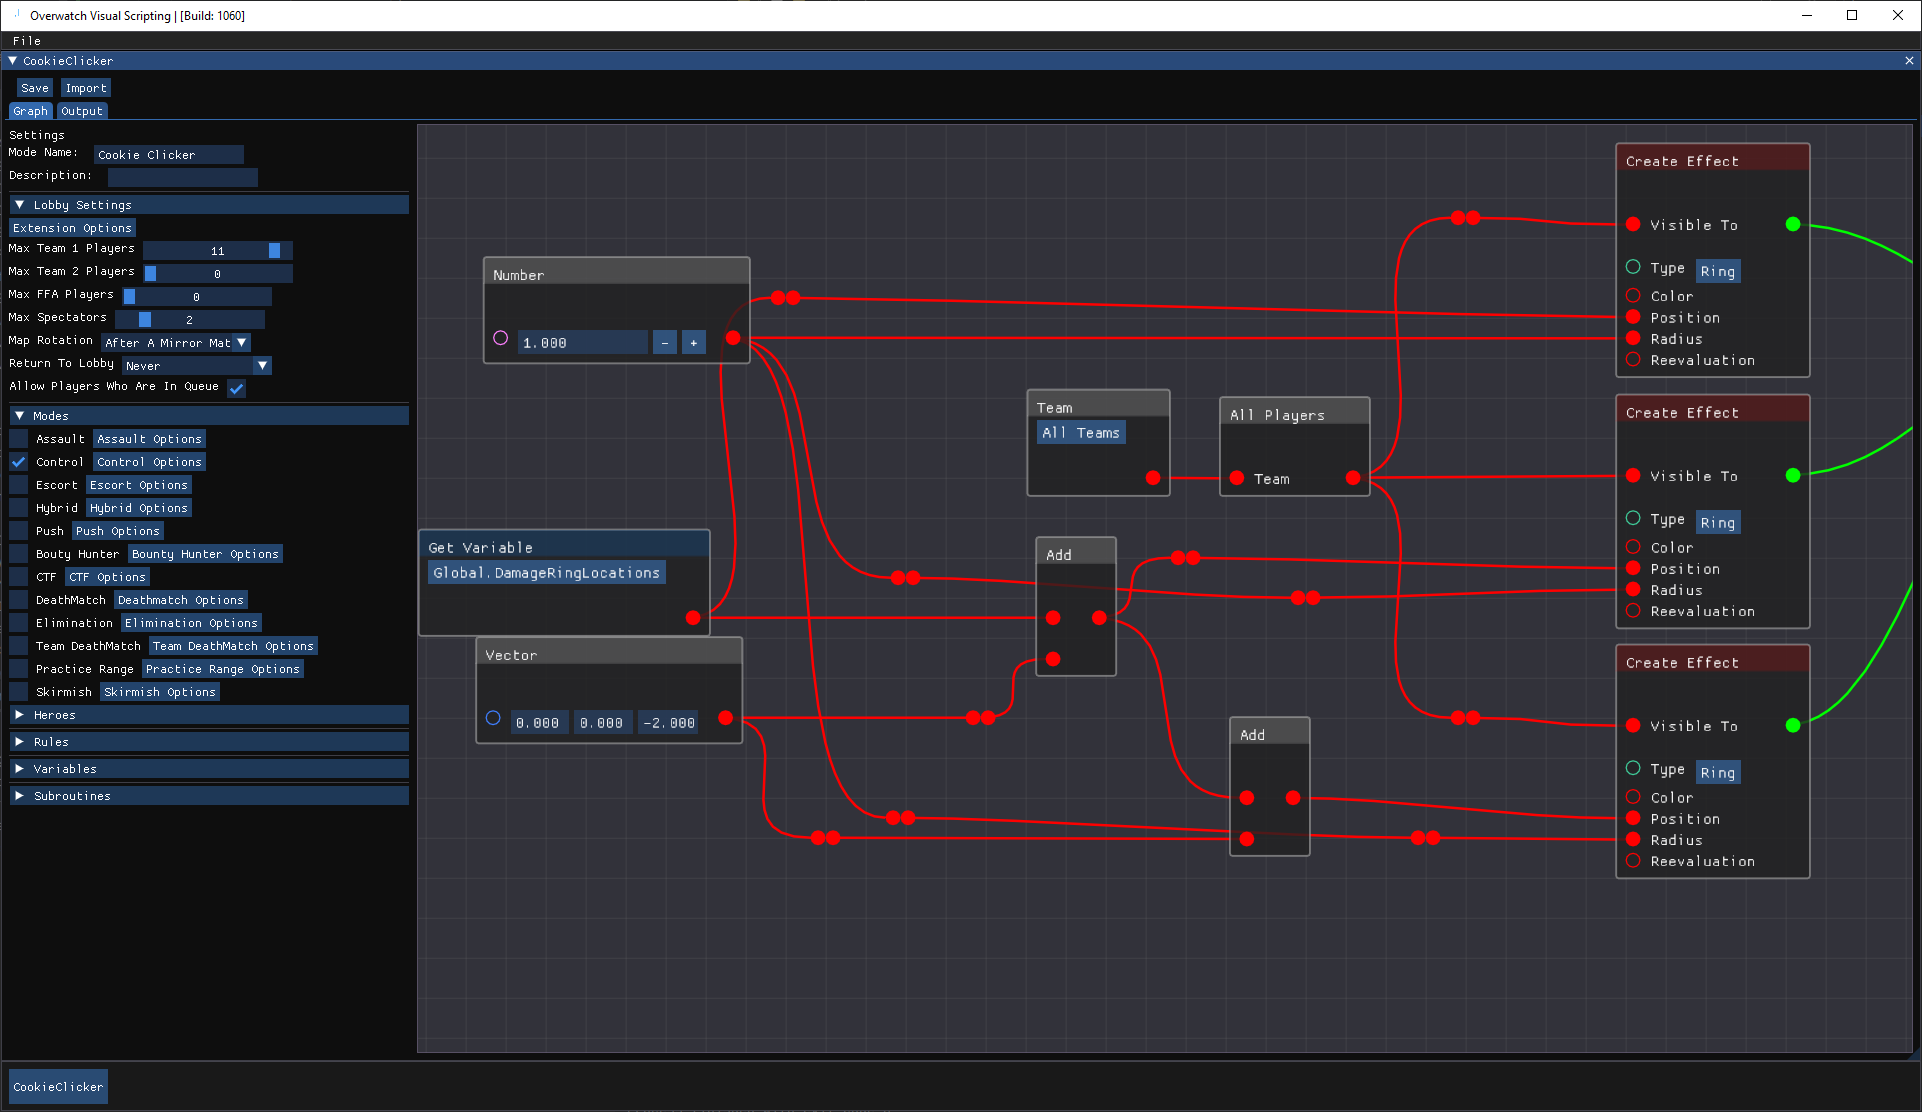 Overwatch Visual Scripting | [Build: 1060]
File
CookieClicker
Save Import
Graph Output
Settings
Mode Name: Cookie Clicker
Description:
Lobby Settings
Extension Options
Max Team 1 Players 11
Max Team 2 Players 0
Max FFA Players 0
Max Spectators 2
Map Rotation After A Mirror Mat
Return To Lobby Never
Allow Players Who Are In Queue
Modes
Assault Assault Options
Control Control Options
Escort Escort Options
Hybrid Hybrid Options
Push Push Options
Bouty Hunter Bounty Hunter Options
CTF CTF Options
DeathMatch Deathmatch Options
Elimination Elimination Options
Team DeathMatch Team DeathMatch Options
Practice Range Practice Range Options
Skirmish Skirmish Options
Heroes
Rules
Variables
Subroutines
Number
1.000 - +
Get Variable
Global.DamageRingLocations
Vector
0.000 0.000 -2.000
Team
All Teams
All Players
Team
Add
Add
Create Effect
Visible To
Type Ring
Color
Position
Radius
Reevaluation
Create Effect
Visible To
Type Ring
Color
Position
Radius
Reevaluation
Create Effect
Visible To
Type Ring
Color
Position
Radius
Reevaluation
CookieClicker